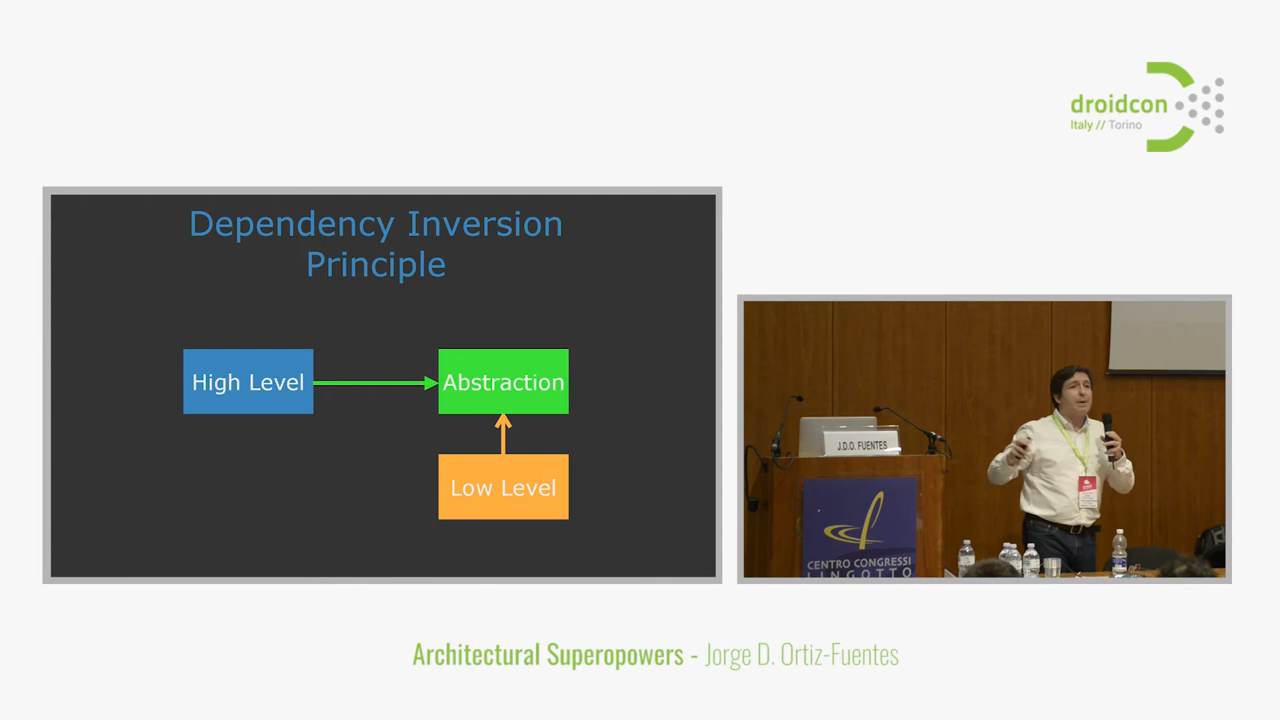 droidcon
Italy // Torino
Dependency Inversion
Principle
High Level
Abstraction
Low Level
J.D.O. FUENTES
CENTRO CONGRESSI
LINGOTTO
Architectural Superopowers - Jorge D. Ortiz-Fuentes